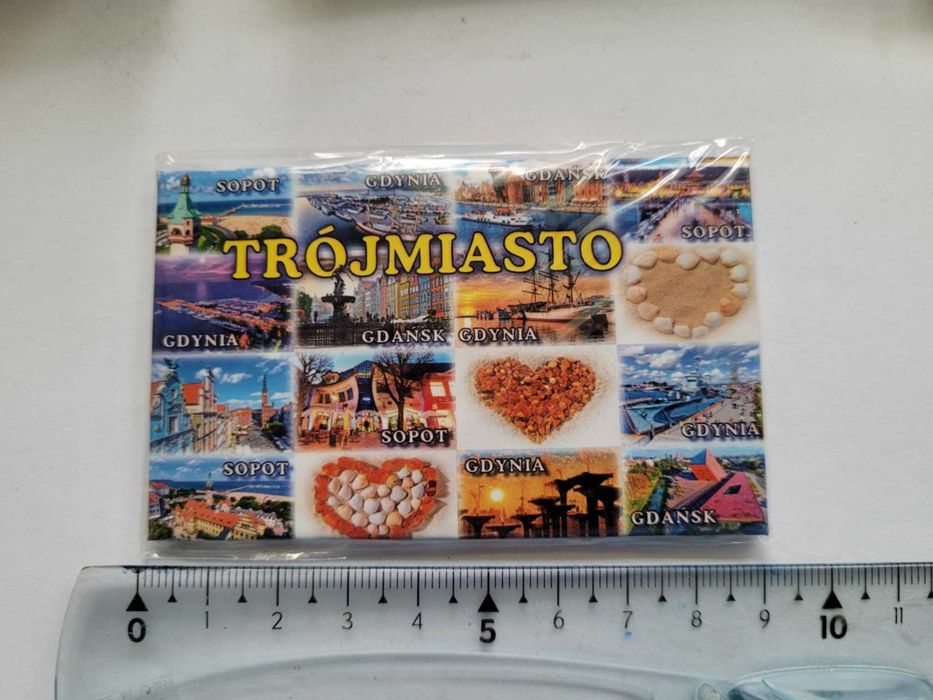 SOPOT GDYNIA GDAŃSK
SOPOT
TRÓJMIASTO
GDYNIA GDAŃSK GDYNIA
SOPOT GDYNIA
SOPOT GDYNIA
GDAŃSK
0 1 2 3 4 5 6 7 8 9 10 11